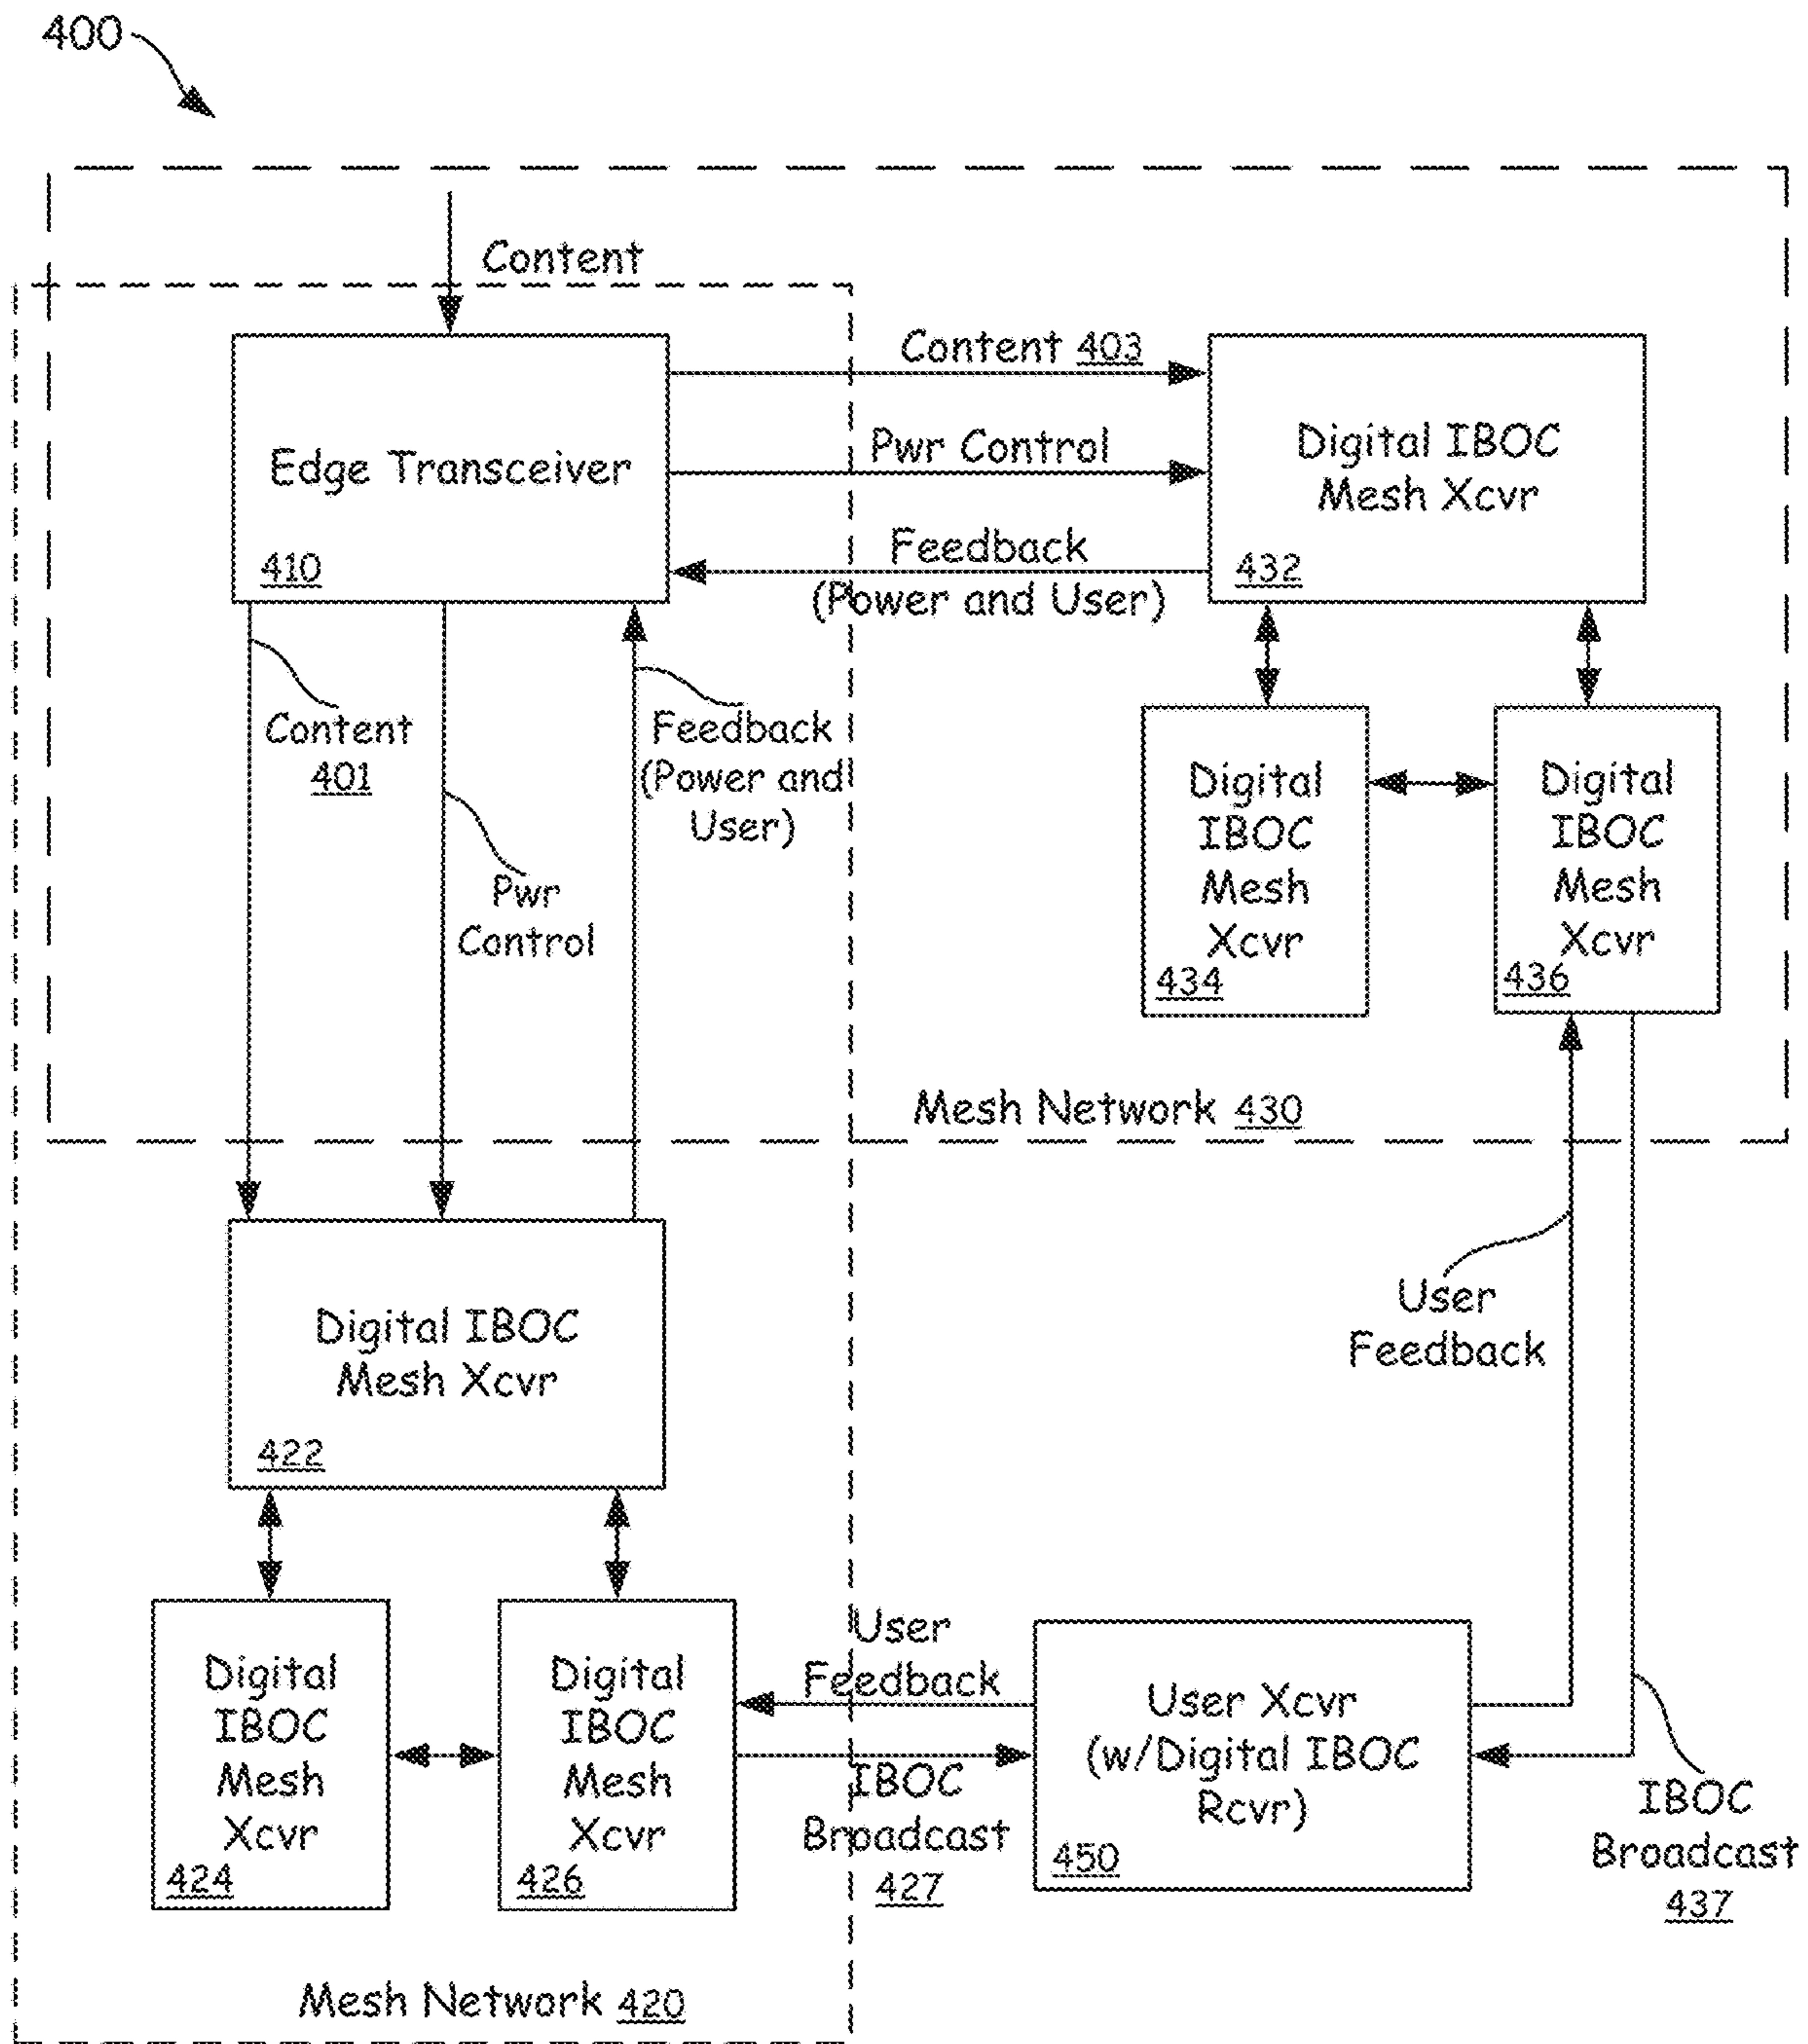 400
Content
Content 403
Pwr Control
Feedback
(Power and User)
Edge Transceiver
410
Digital IBOC
Mesh Xcvr
432
Content
401
Pwr
Control
Feedback
(Power and
User)
Digital
IBOC
Mesh
Xcvr
434
Digital
IBOC
Mesh
Xcvr
436
Mesh Network 430
Digital IBOC
Mesh Xcvr
422
User
Feedback
Digital
IBOC
Mesh
Xcvr
424
Digital
IBOC
Mesh
Xcvr
426
User
Feedback
IBOC
Broadcast
427
User Xcvr
(w/Digital IBOC
Rcvr)
450
IBOC
Broadcast
437
Mesh Network 420